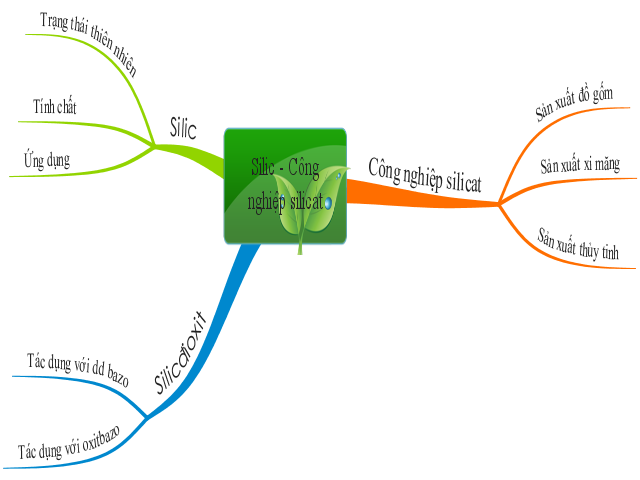 Trạng thái thiên nhiên
Tính chất
Ứng dụng
Silic
Silic - Công
nghiệp silicat
Công nghiệp silicat
Sản xuất đồ gốm
Sản xuất xi măng
Sản xuất thủy tinh
Silicađioxit
Tác dụng với dd bazo
Tác dụng với oxitbazo